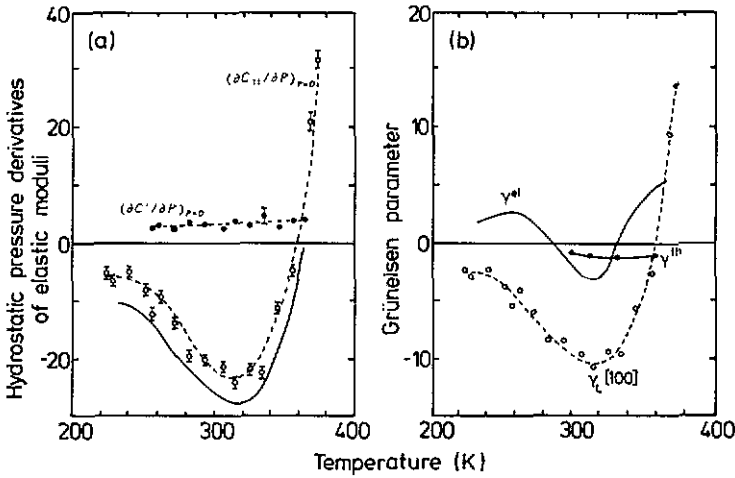 (a)
40
20
0
-20
200
300
400
(∂C₁₁/∂P)P=0
(∂C'/∂P)P=0
Hydrostatic pressure derivatives
of elastic moduli
(b)
20
10
0
-10
200
300
400
γel
γth
γL [100]
Grüneisen parameter
Temperature (K)